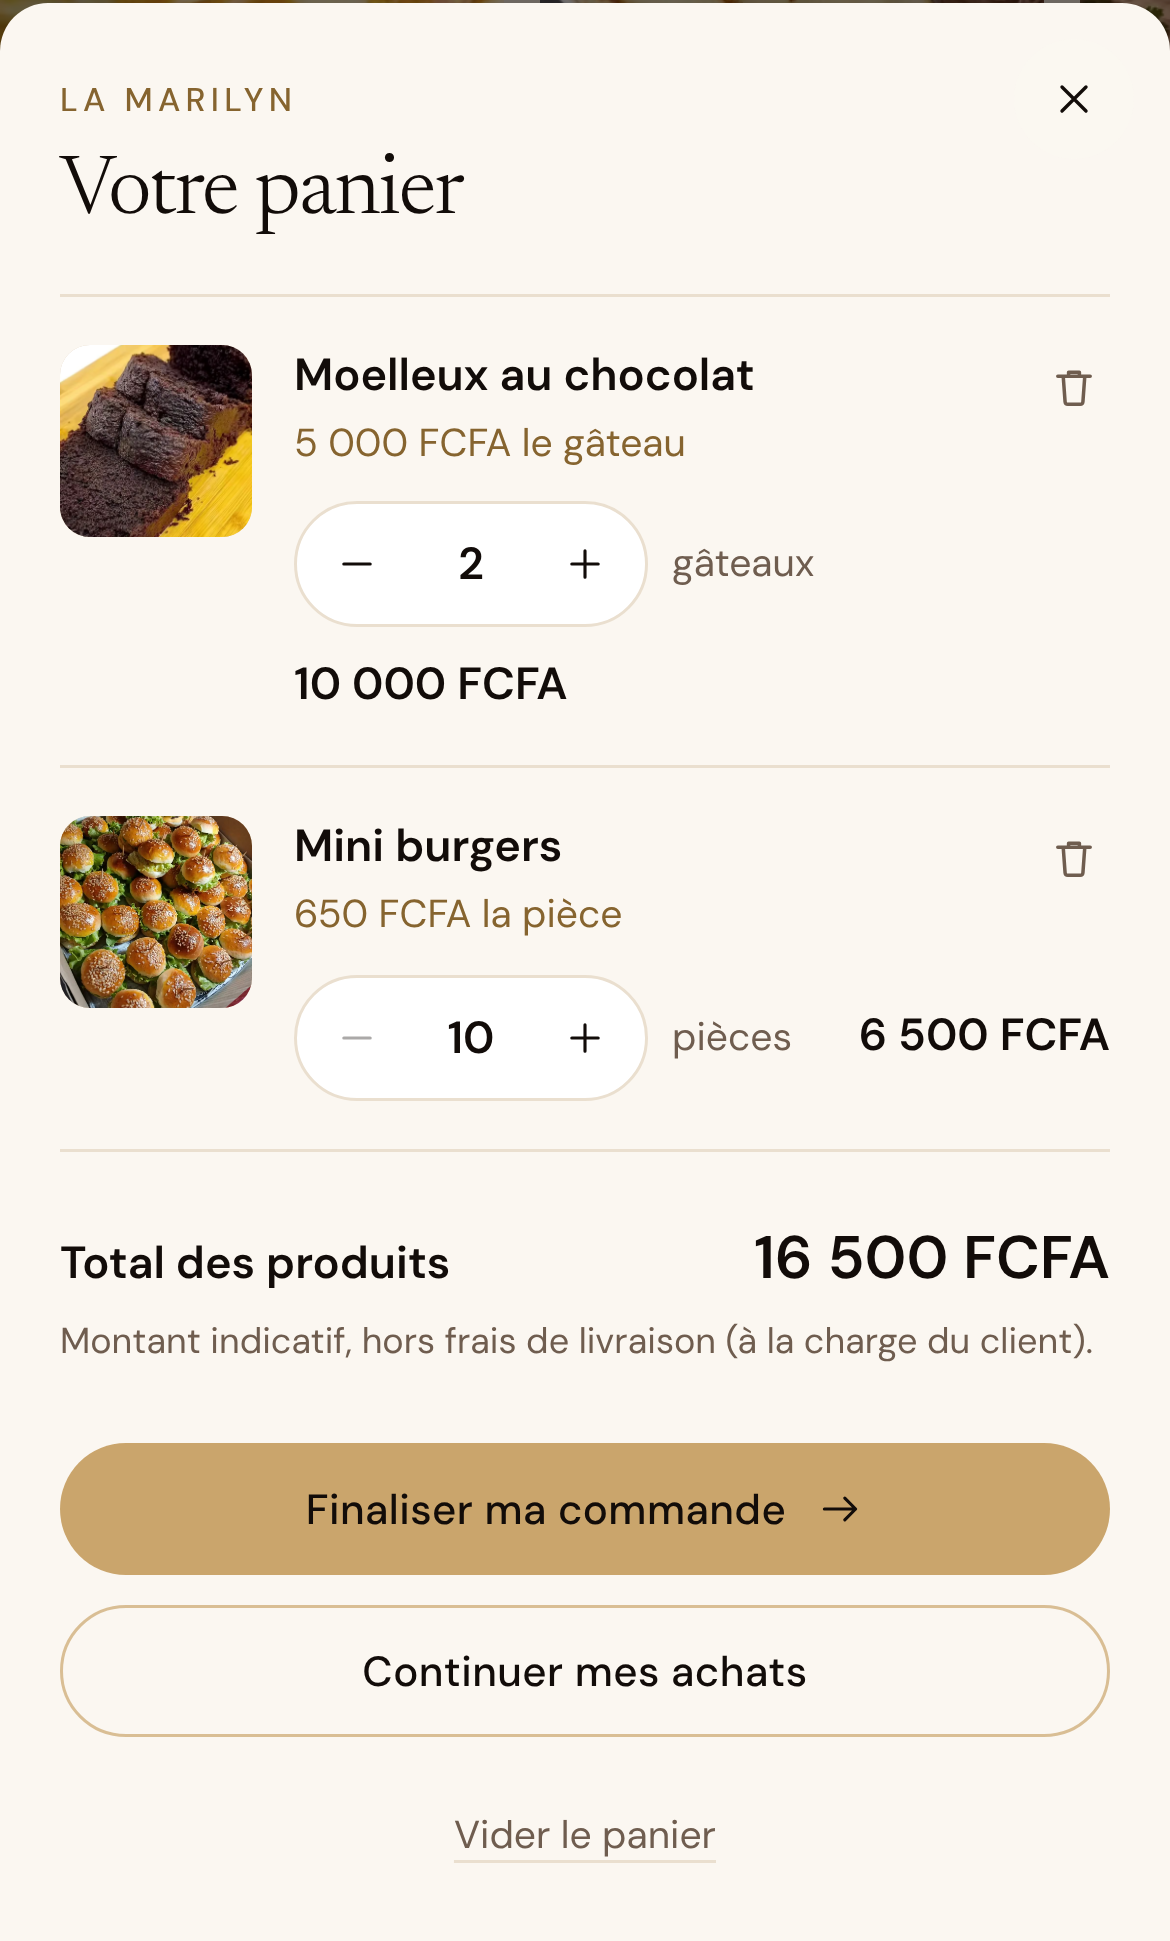 LA MARILYN
Votre panier
Moelleux au chocolat
5 000 FCFA le gâteau
2 gâteaux
10 000 FCFA
Mini burgers
650 FCFA la pièce
10 pièces 6 500 FCFA
Total des produits 16 500 FCFA
Montant indicatif, hors frais de livraison (à la charge du client).
Finaliser ma commande →
Continuer mes achats
Vider le panier